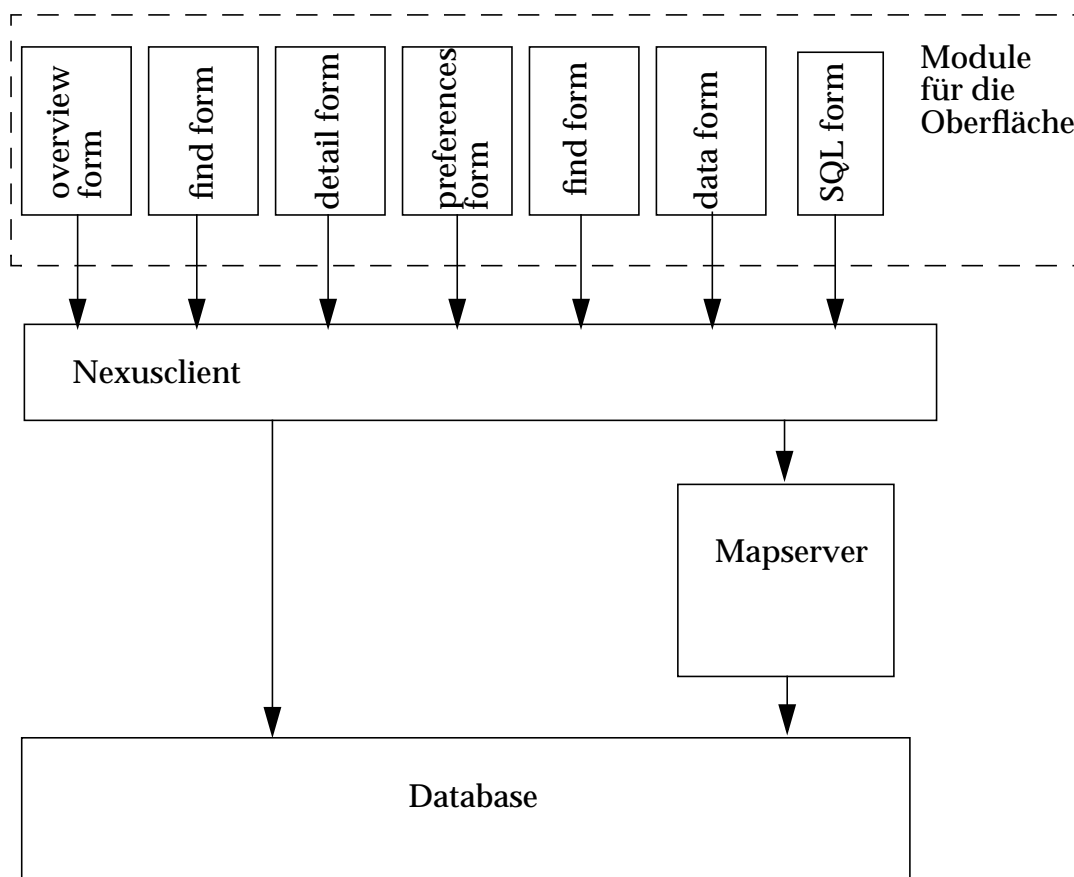 overview
form
find form
detail form
preferences
form
find form
data form
SQL form
Module
für die
Oberfläche
Nexusclient
Mapserver
Database